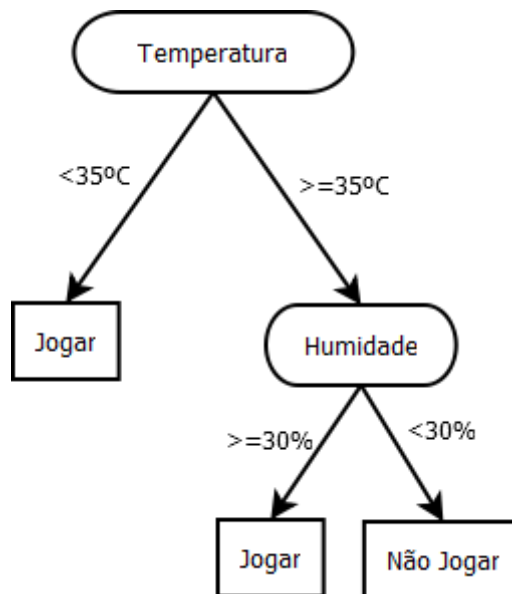 Temperatura
<35ºC
>=35ºC
Jogar
Humidade
>=30%
<30%
Jogar
Não Jogar